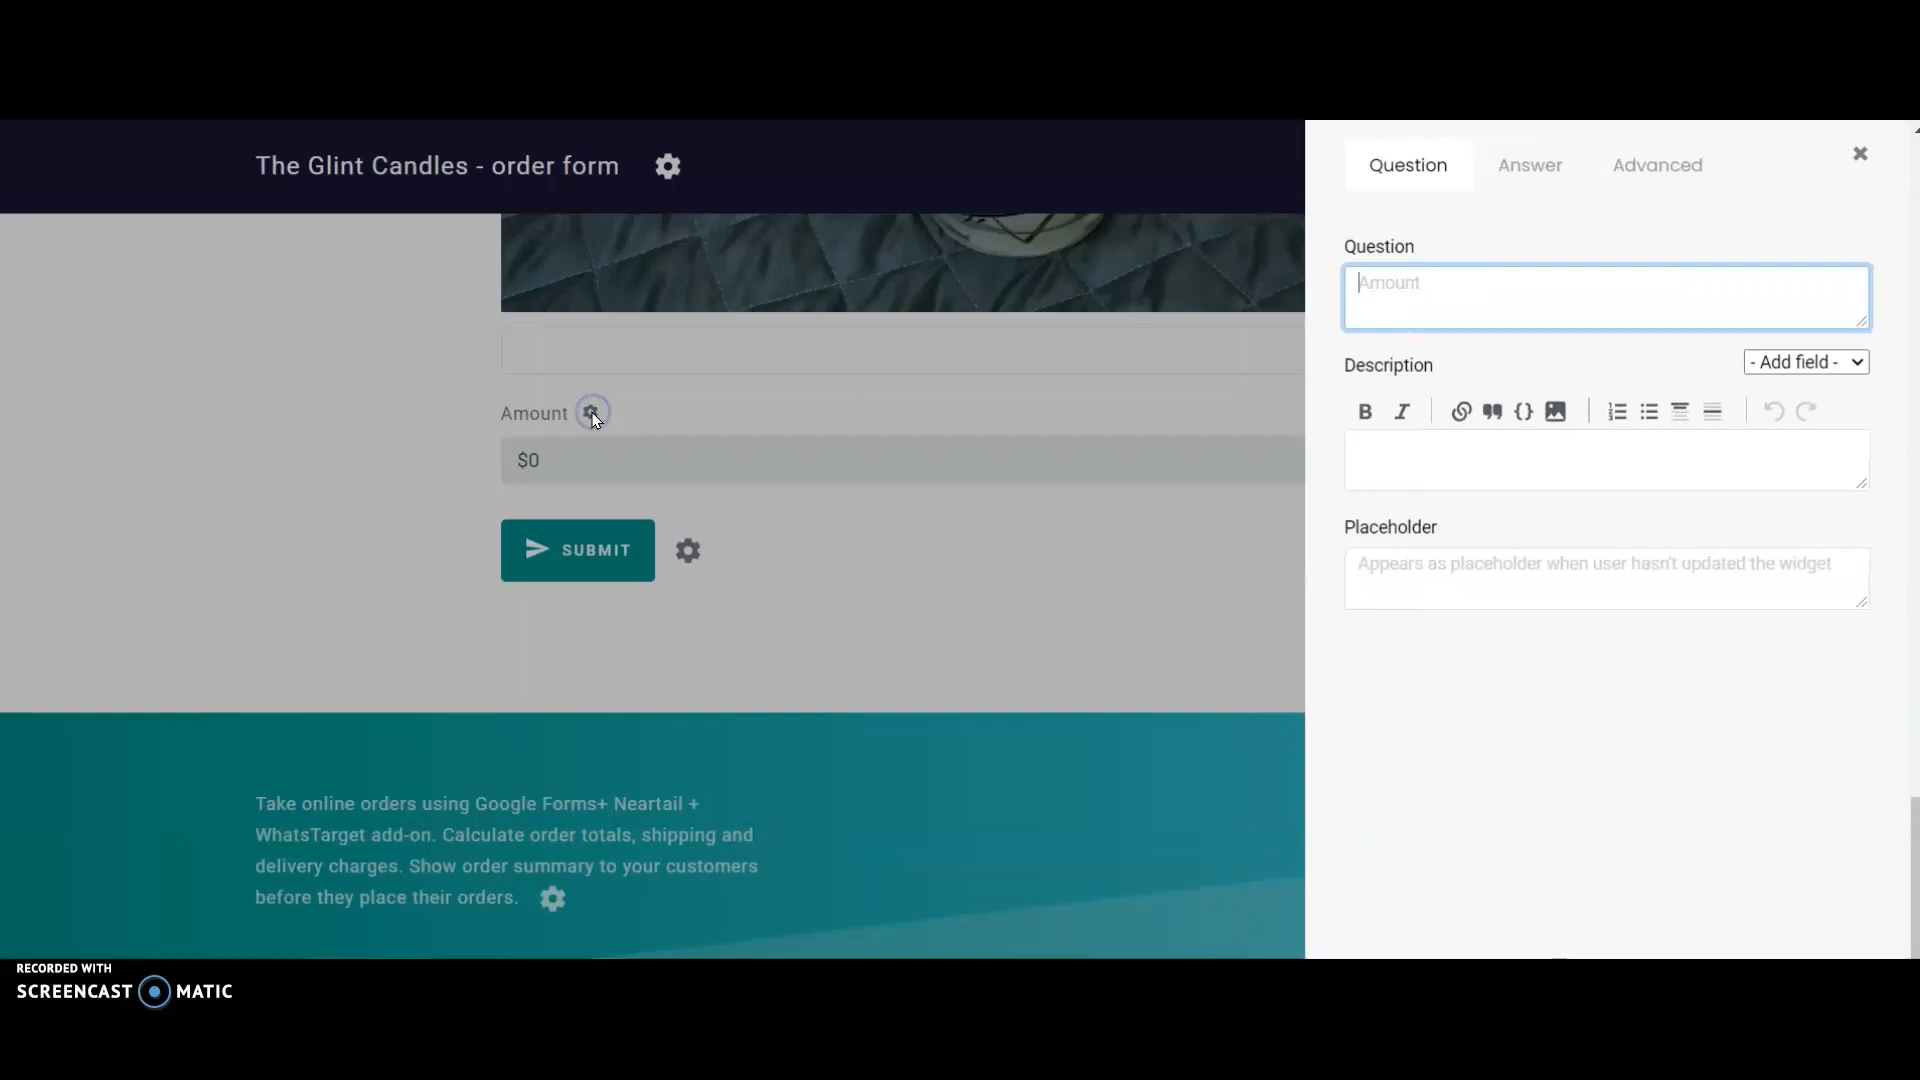 The Glint Candles - order form
Amount
$0
SUBMIT
Take online orders using Google Forms+ Neartail +
WhatsTarget add-on. Calculate order totals, shipping and
delivery charges. Show order summary to your customers
before they place their orders.
Question Answer Advanced
Question
Amount
Description - Add field -
B I
Placeholder
Appears as placeholder when user hasn't updated the widget
RECORDED WITH
SCREENCAST MATIC